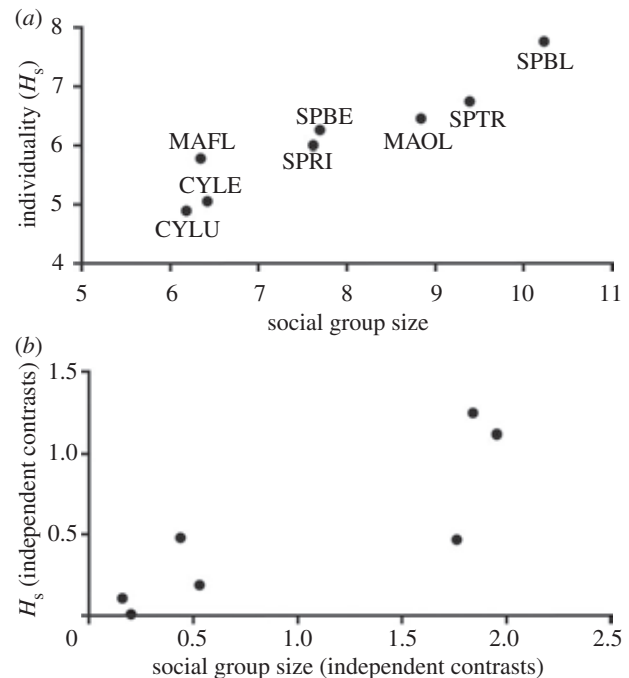 (a)
8
7
6
5
4
individuality (Hs)
SPBL
SPBE
SPTR
MAFL
MAOL
SPRI
CYLE
CYLU
5 6 7 8 9 10 11
social group size
(b)
1.5
1.0
0.5
Hs (independent contrasts)
0 0.5 1.0 1.5 2.0 2.5
social group size (independent contrasts)